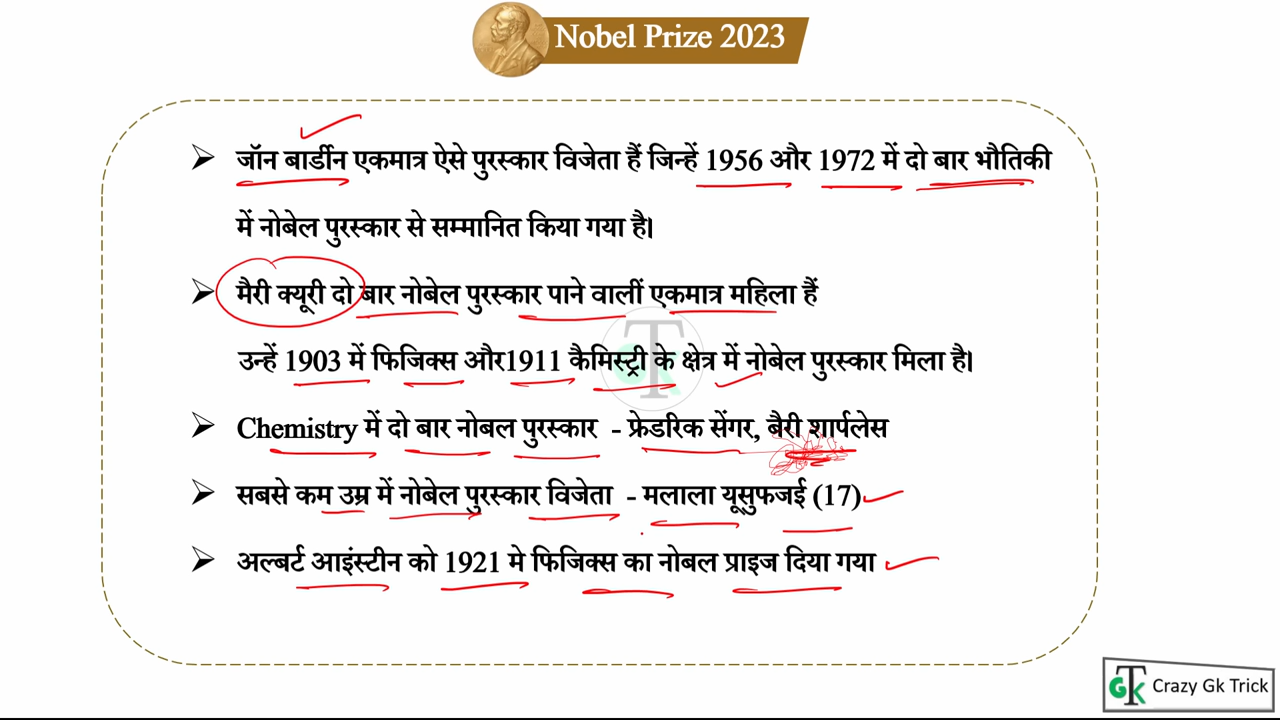 Nobel Prize 2023
जॉन बार्डीन एकमात्र ऐसे पुरस्कार विजेता हैं जिन्हें 1956 और 1972 में दो बार भौतिकी
में नोबेल पुरस्कार से सम्मानित किया गया है।
मैरी क्यूरी दो बार नोबेल पुरस्कार पाने वालीं एकमात्र महिला हैं
उन्हें 1903 में फिजिक्स और1911 कैमिस्ट्री के क्षेत्र में नोबेल पुरस्कार मिला है।
Chemistry में दो बार नोबल पुरस्कार - फ्रेडरिक सेंगर, बैरी शार्पलेस
सबसे कम उम्र में नोबेल पुरस्कार विजेता - मलाला यूसुफजई (17)
अल्बर्ट आइंस्टीन को 1921 मे फिजिक्स का नोबल प्राइज दिया गया
TGK Crazy Gk Trick